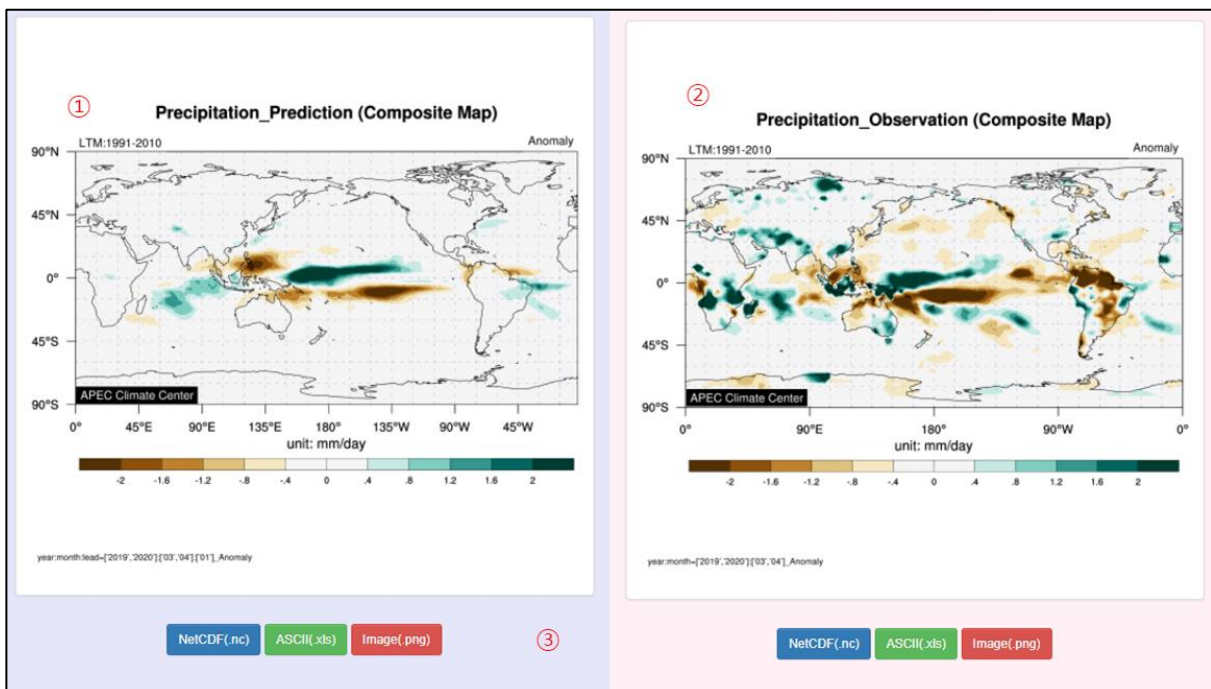 ①
Precipitation_Prediction (Composite Map)
LTM:1991-2010 Anomaly
90°N
45°N
0°
45°S
90°S
APEC Climate Center
0° 45°E 90°E 135°E 180° 135°W 90°W 45°W
unit: mm/day
-2 -1.6 -1.2 -.8 -.4 0 .4 .8 1.2 1.6 2
year:month:lead=['2019','2020']:['03','04']:['01']_Anomaly
NetCDF(.nc) ASCII(.xls) Image(.png) ③
②
Precipitation_Observation (Composite Map)
LTM:1991-2010 Anomaly
90°N
45°N
0°
45°S
90°S
APEC Climate Center
0° 90°E 180° 90°W 0°
unit: mm/day
-2 -1.6 -1.2 -.8 -.4 0 .4 .8 1.2 1.6 2
year:month=['2019','2020']:['03','04']_Anomaly
NetCDF(.nc) ASCII(.xls) Image(.png)